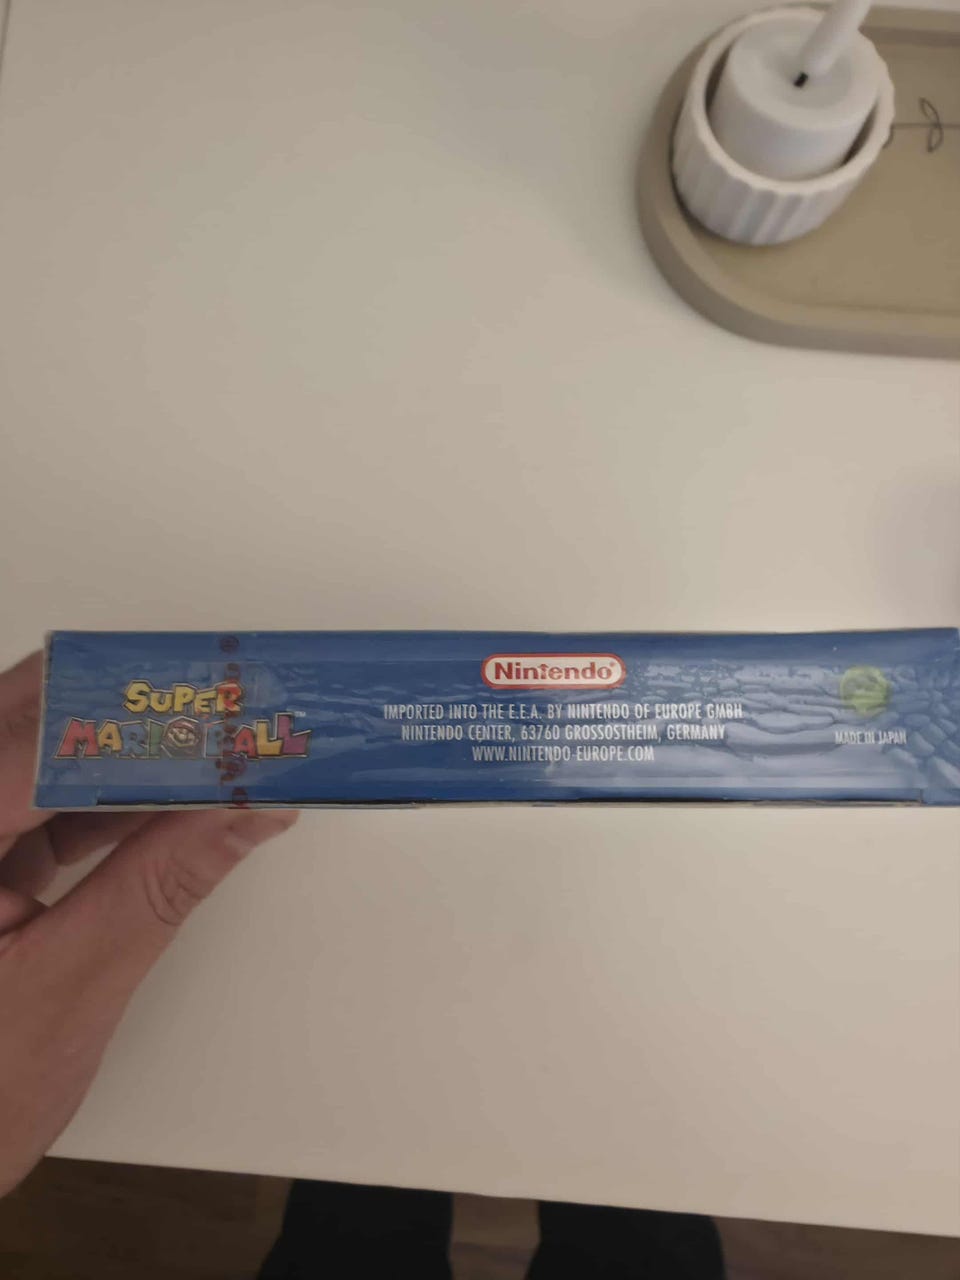 SUPER
MARIO BALL™
Nintendo®
IMPORTED INTO THE E.E.A. BY NINTENDO OF EUROPE GMBH
NINTENDO CENTER, 63760 GROSSOSTHEIM, GERMANY
WWW.NINTENDO-EUROPE.COM
MADE IN JAPAN